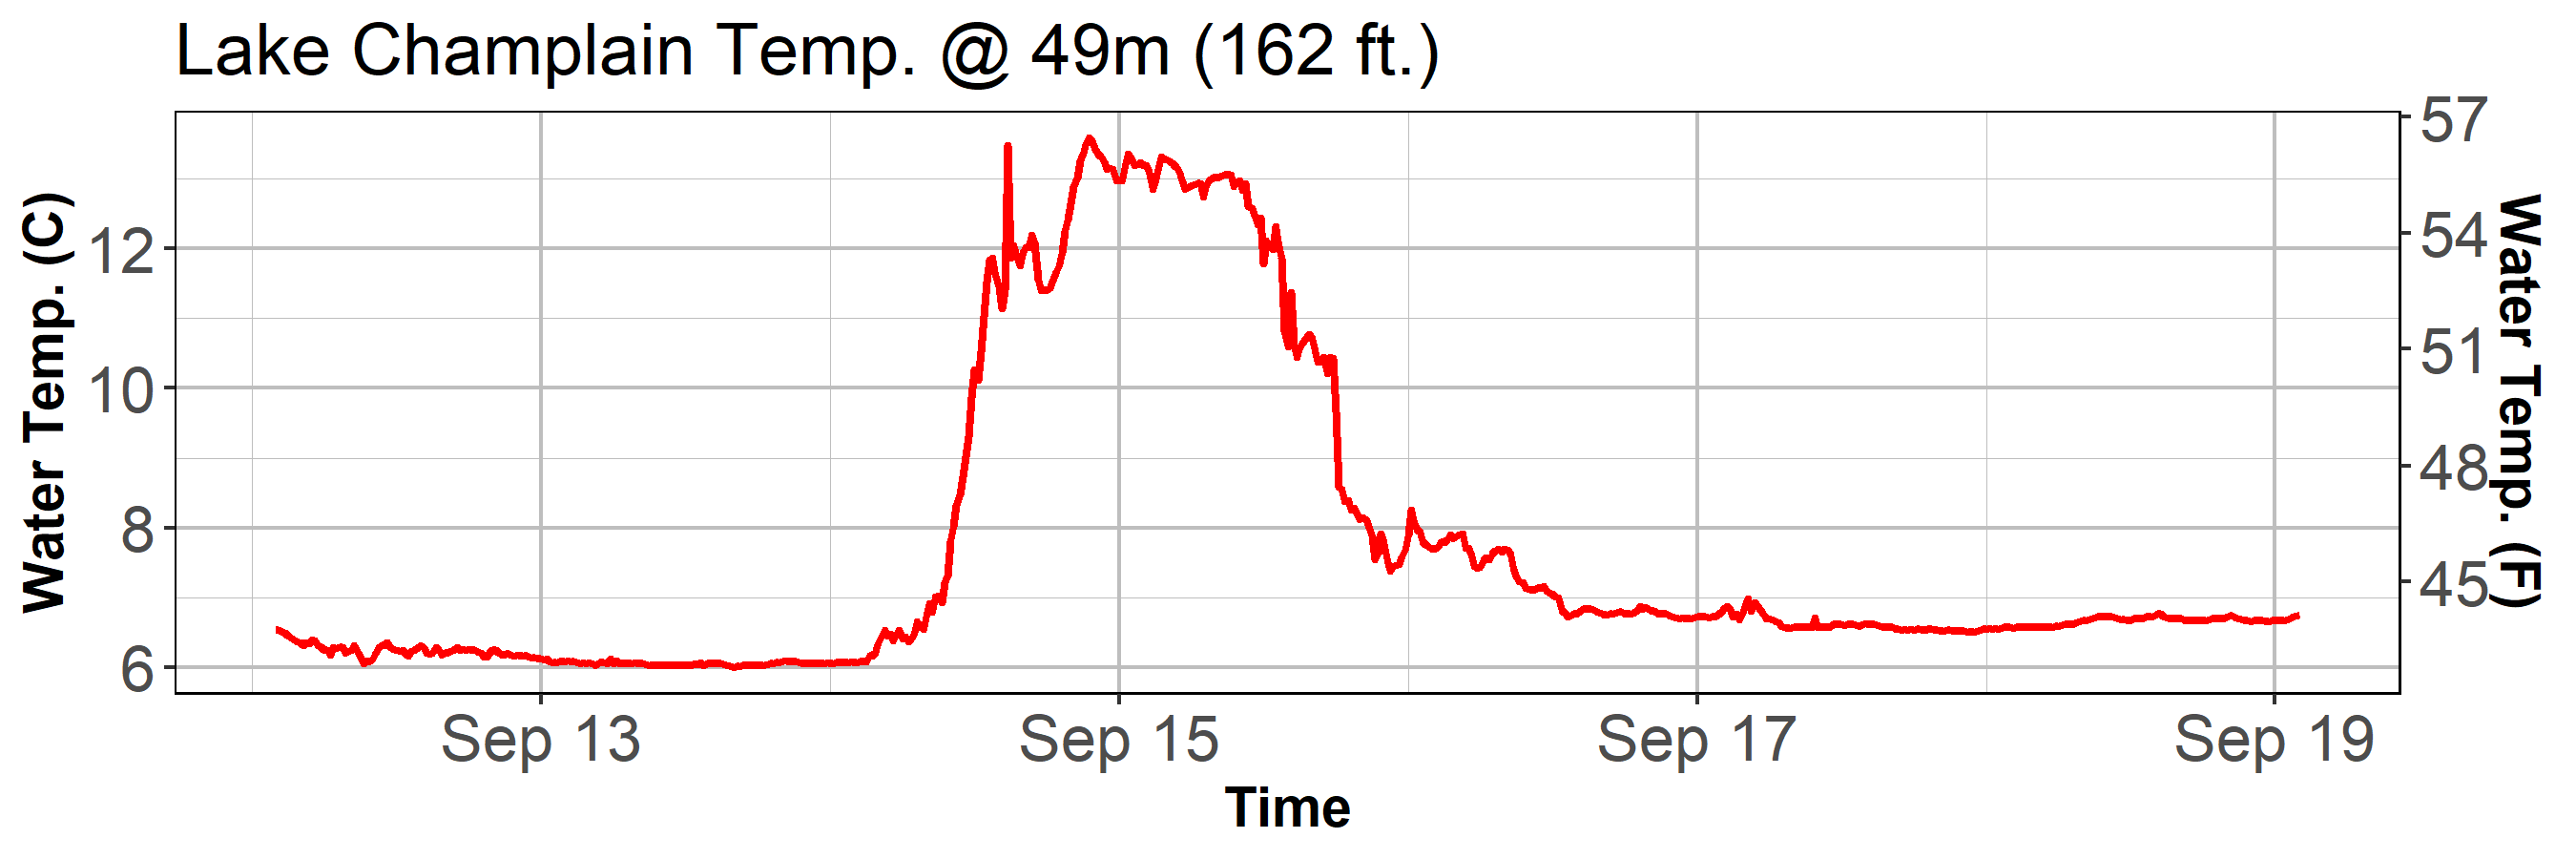 Lake Champlain Temp. @ 49m (162 ft.)
Water Temp. (C)
12
10
8
6
57
54
51
48
45
Water Temp. (F)
Sep 13
Sep 15
Sep 17
Sep 19
Time